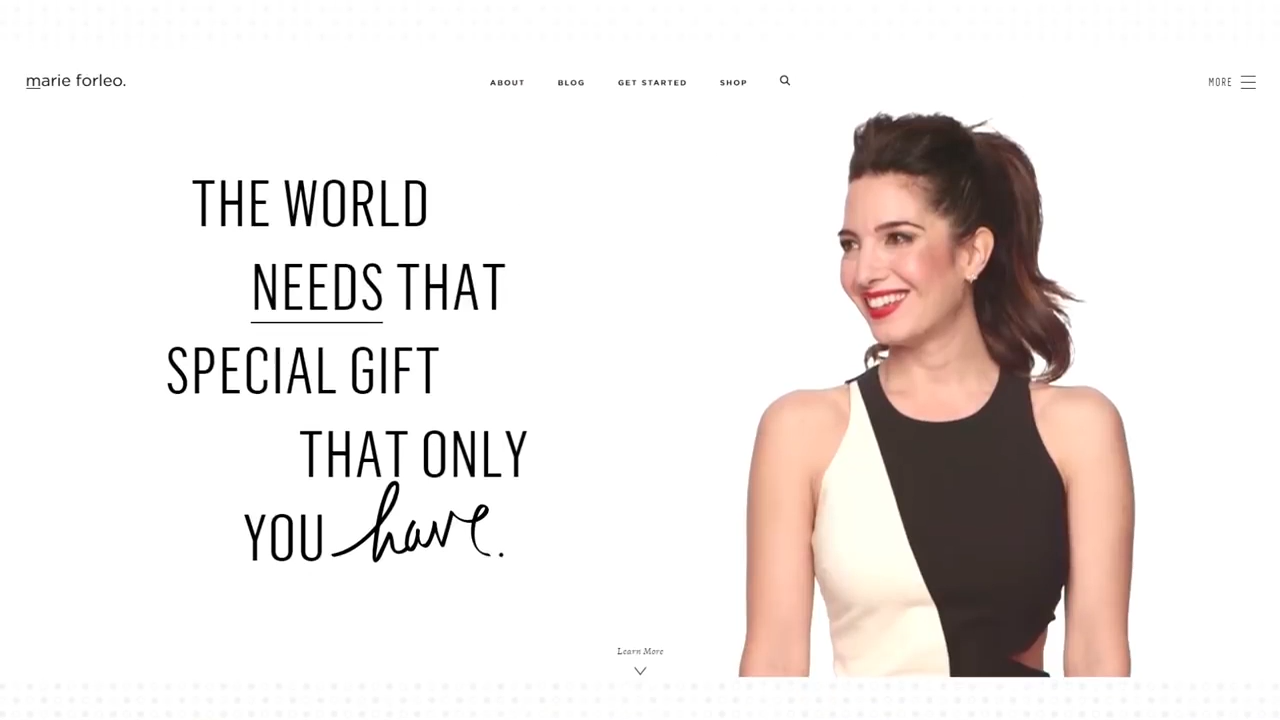 marie forleo.
ABOUT BLOG GET STARTED SHOP
MORE
THE WORLD
NEEDS THAT
SPECIAL GIFT
THAT ONLY
YOU have.
Learn More